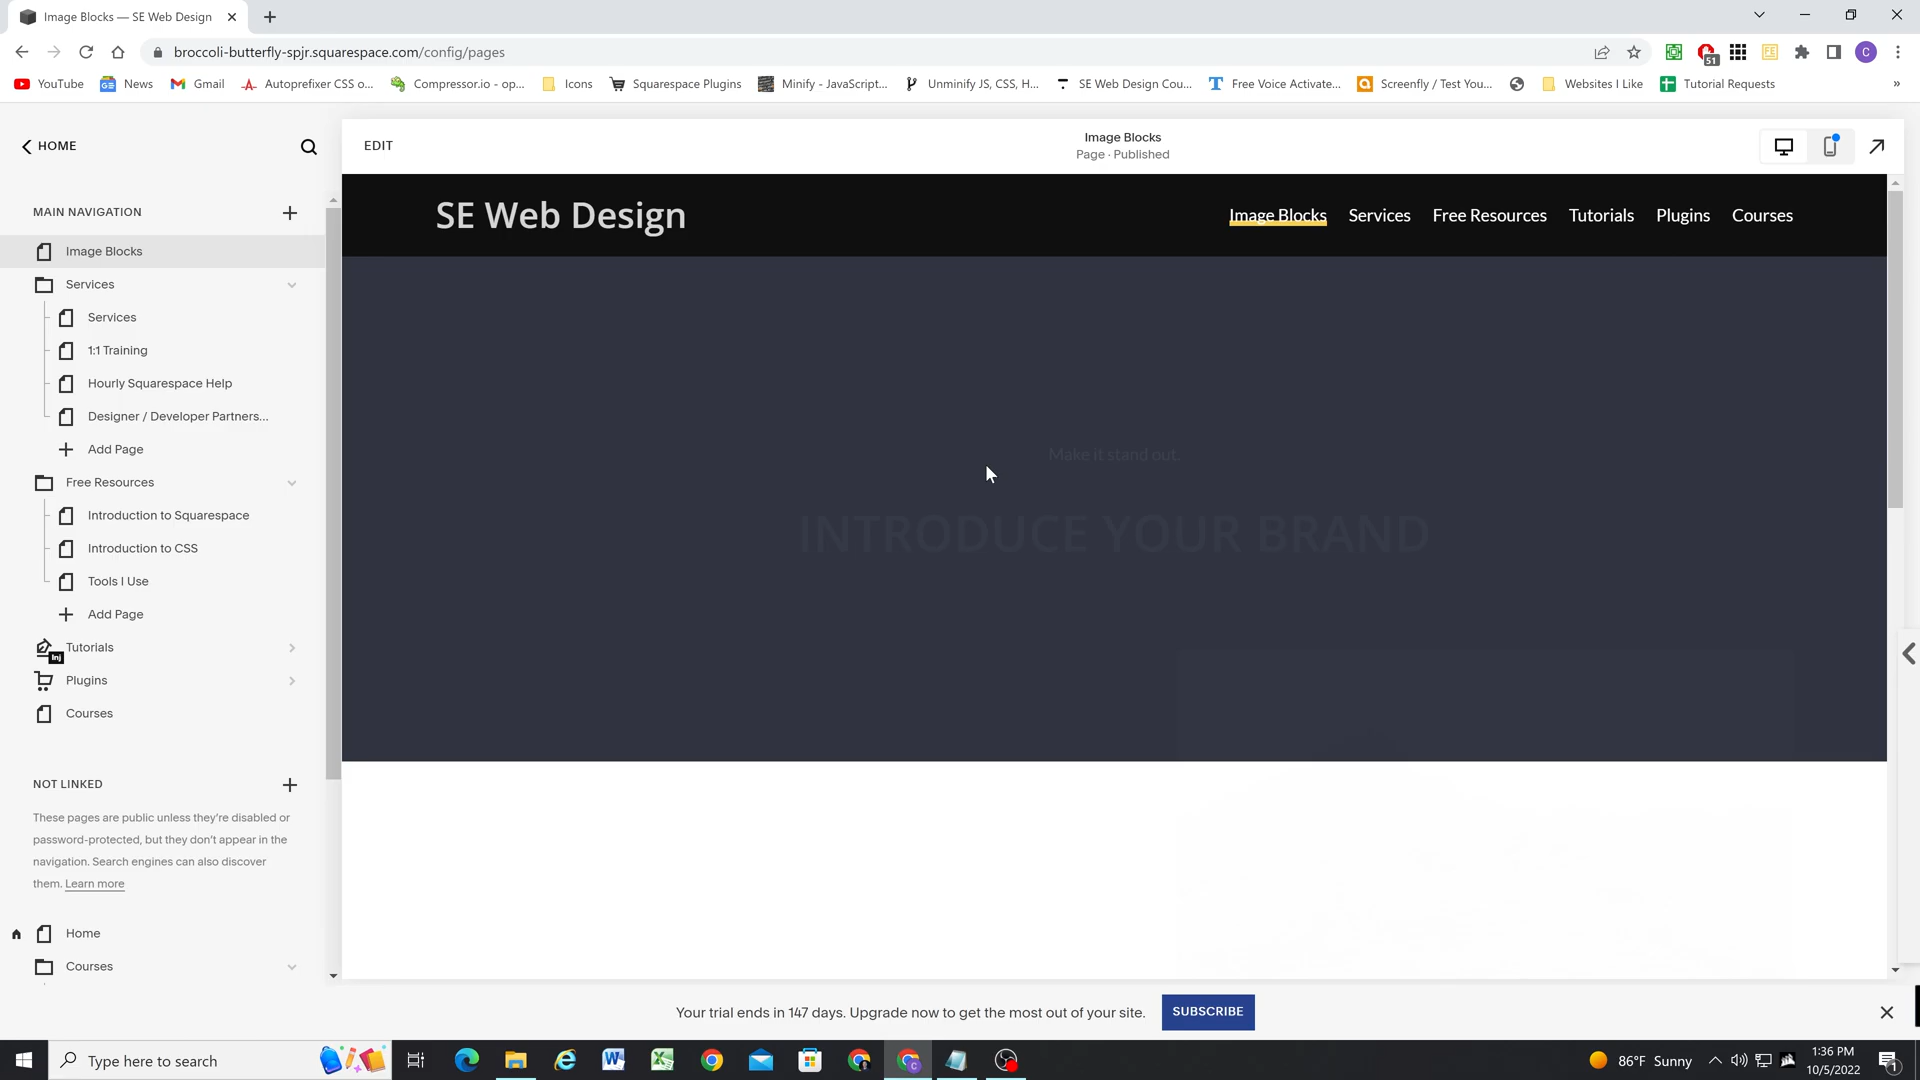 Image Blocks — SE Web Design
broccoli-butterfly-spjr.squarespace.com/config/pages
51
FE
C
YouTube
News
Gmail
Autoprefixer CSS o...
Compressor.io - op...
Icons
Squarespace Plugins
Minify - JavaScript...
Unminify JS, CSS, H...
SE Web Design Cou...
Free Voice Activate...
Screenfly / Test You...
Websites I Like
Tutorial Requests
HOME
EDIT
Image Blocks
Page · Published
MAIN NAVIGATION
Image Blocks
Services
Services
1:1 Training
Hourly Squarespace Help
Designer / Developer Partners...
Add Page
Free Resources
Introduction to Squarespace
Introduction to CSS
Tools I Use
Add Page
Tutorials
Inj
Plugins
Courses
NOT LINKED
These pages are public unless they're disabled or
password-protected, but they don't appear in the
navigation. Search engines can also discover
them. Learn more
Home
Courses
SE Web Design
Image Blocks
Services
Free Resources
Tutorials
Plugins
Courses
Make it stand out.
INTRODUCE YOUR BRAND
Your trial ends in 147 days. Upgrade now to get the most out of your site.
SUBSCRIBE
Type here to search
86°F Sunny
1:36 PM
10/5/2022
1